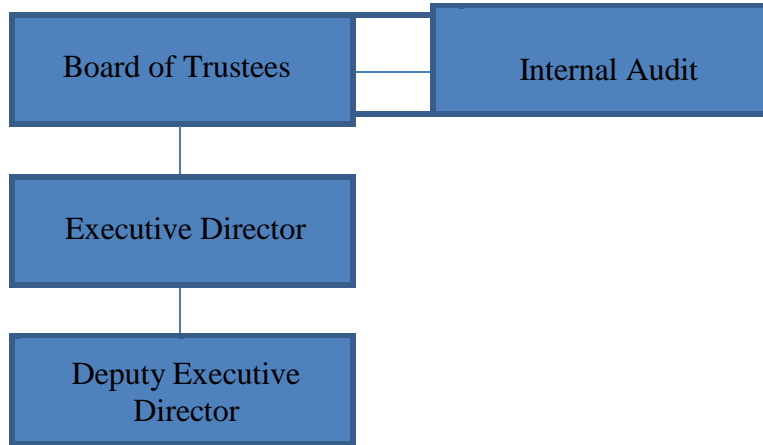 Board of Trustees
Internal Audit
Executive Director
Deputy Executive
Director